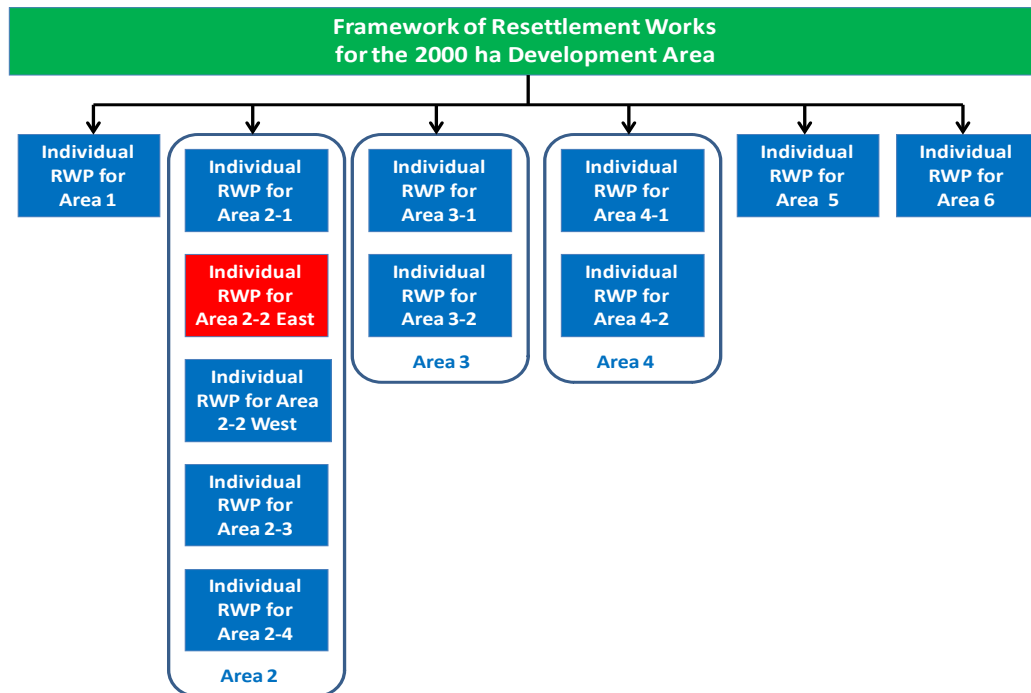 Framework of Resettlement Works
for the 2000 ha Development Area
Individual
RWP for
Area 1
Individual
RWP for
Area 2-1
Individual
RWP for
Area 2-2 East
Individual
RWP for Area
2-2 West
Individual
RWP for
Area 2-3
Individual
RWP for
Area 2-4
Area 2
Individual
RWP for
Area 3-1
Individual
RWP for
Area 3-2
Area 3
Individual
RWP for
Area 4-1
Individual
RWP for
Area 4-2
Area 4
Individual
RWP for
Area 5
Individual
RWP for
Area 6